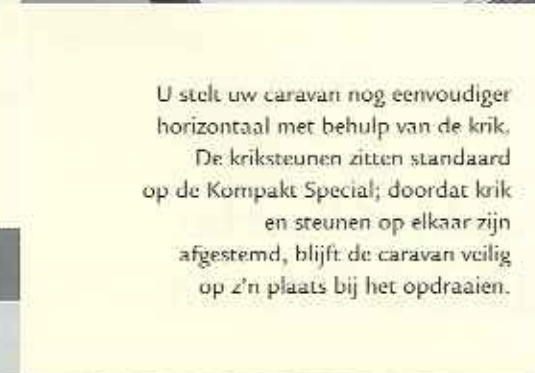 U stelt uw caravan nog eenvoudiger
horizontaal met behulp van de krik.
De kriksteunen zitten standaard
op de Kompakt Special; doordat krik
en steunen op elkaar zijn
afgestemd, blijft de caravan veilig
op z'n plaats bij het opdraaien.